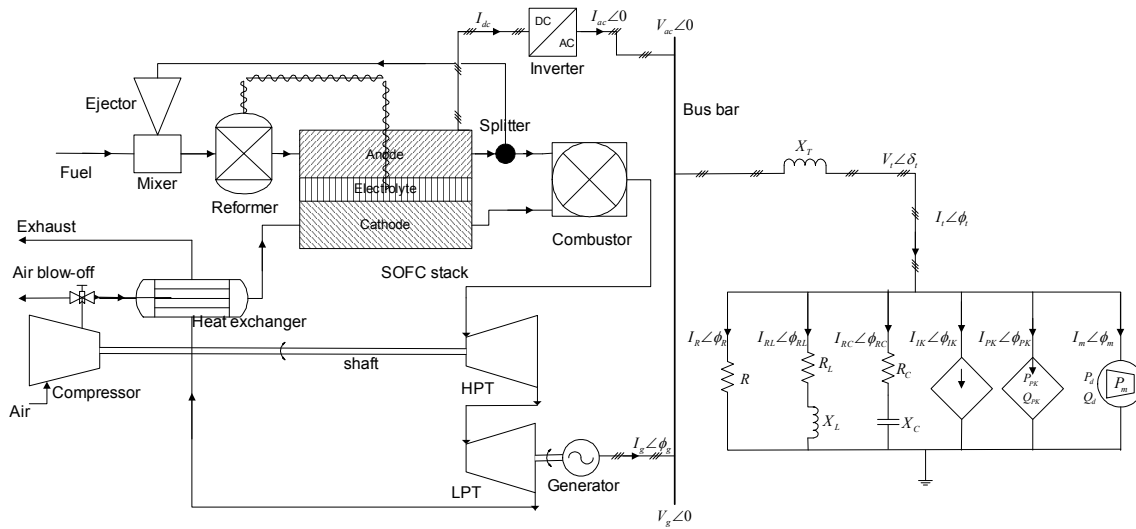 I_dc
DC
AC
I_ac∠0
V_ac∠0
Inverter
Ejector
Splitter
Bus bar
Fuel
Mixer
Reformer
Anode
Electrolyte
Cathode
Combustor
SOFC stack
X_T
V_t∠δ_t
I_t∠ϕ_t
Exhaust
Air blow-off
Heat exchanger
Compressor
Air
shaft
HPT
LPT
Generator
I_g∠ϕ_g
V_g∠0
I_R∠ϕ_R
I_RL∠ϕ_RL
I_RC∠ϕ_RC
I_IK∠ϕ_IK
I_PK∠ϕ_PK
I_m∠ϕ_m
R
R_L
X_L
R_C
X_C
P_PK
Q_PK
P_d
Q_d
P_m